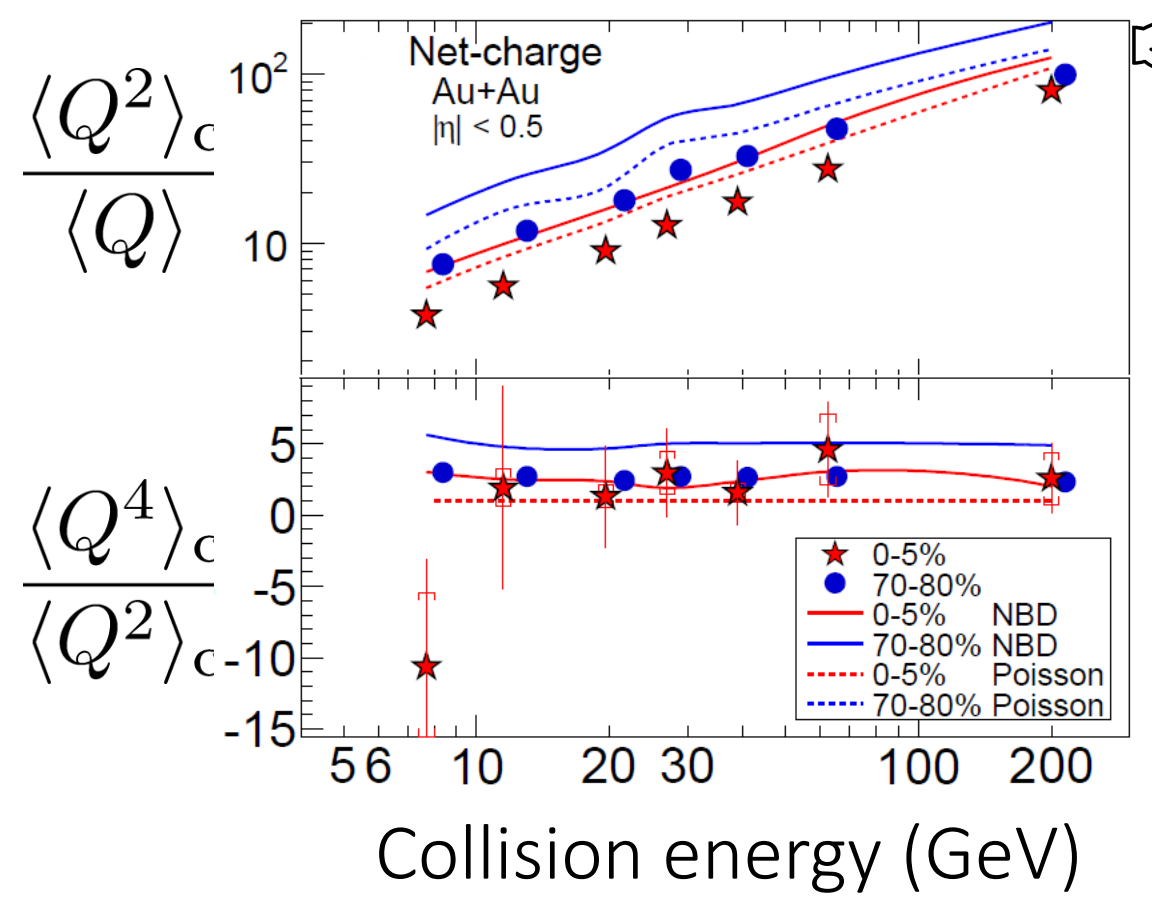 ⟨Q²⟩c
⟨Q⟩
Net-charge
Au+Au
|η| < 0.5
10²
10
⟨Q⁴⟩c
⟨Q²⟩c
5
0
-5
-10
-15
0-5%
70-80%
0-5% NBD
70-80% NBD
0-5% Poisson
70-80% Poisson
5 6 10 20 30 100 200
Collision energy (GeV)